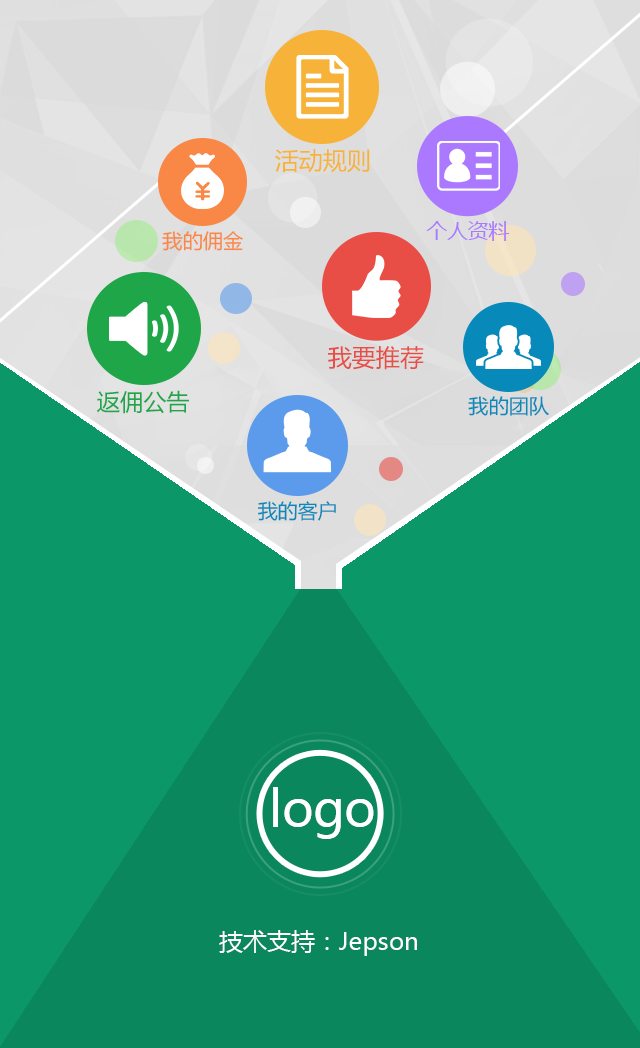 活动规则
个人资料
我的佣金
我要推荐
返佣公告
我的团队
我的客户
logo
技术支持：Jepson